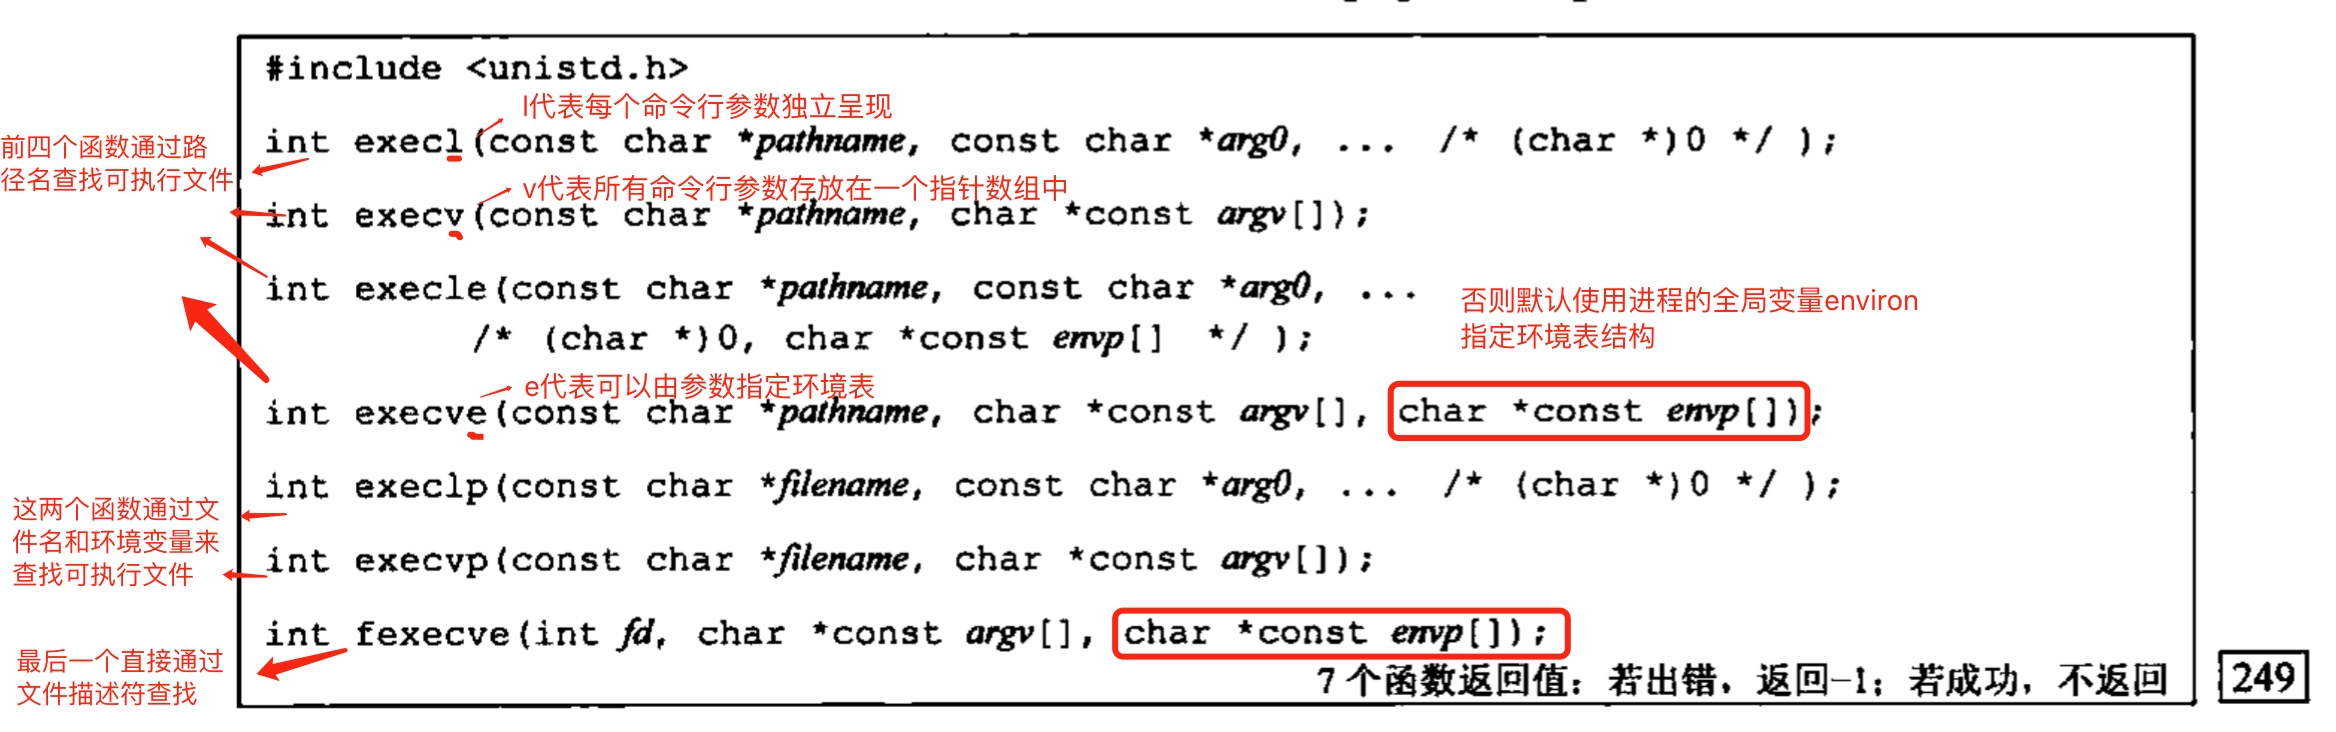 #include <unistd.h>
l代表每个命令行参数独立呈现
int execl(const char *pathname, const char *arg0, ... /* (char *)0 */ );
前四个函数通过路
径名查找可执行文件
v代表所有命令行参数存放在一个指针数组中
int execv(const char *pathname, char *const argv[]);
int execle(const char *pathname, const char *arg0, ...
/* (char *)0, char *const envp[] */ );
否则默认使用进程的全局变量environ
指定环境表结构
e代表可以由参数指定环境表
int execve(const char *pathname, char *const argv[], char *const envp[]);
int execlp(const char *filename, const char *arg0, ... /* (char *)0 */ );
这两个函数通过文
件名和环境变量来
查找可执行文件
int execvp(const char *filename, char *const argv[]);
int fexecve(int fd, char *const argv[], char *const envp[]);
最后一个直接通过
文件描述符查找
7个函数返回值：若出错，返回-1；若成功，不返回
249